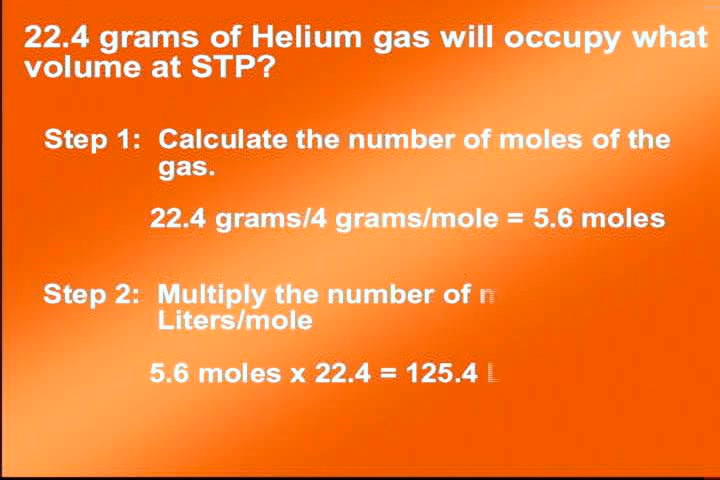 22.4 grams of Helium gas will occupy what
volume at STP?
Step 1: Calculate the number of moles of the
gas.
22.4 grams/4 grams/mole = 5.6 moles
Step 2: Multiply the number of
Liters/mole
5.6 moles x 22.4 = 125.4